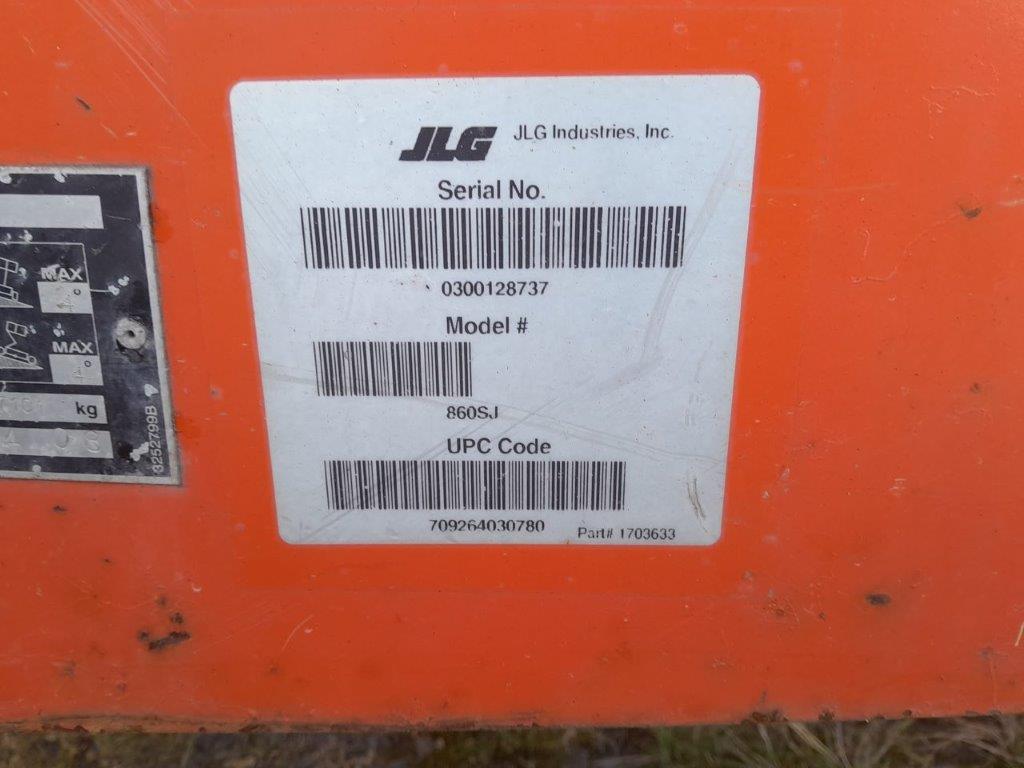 JLG JLG Industries, Inc.
Serial No.
0300128737
Model #
860SJ
UPC Code
709264030780
Part# 1703633
MAX
MAX
kg
3252799B